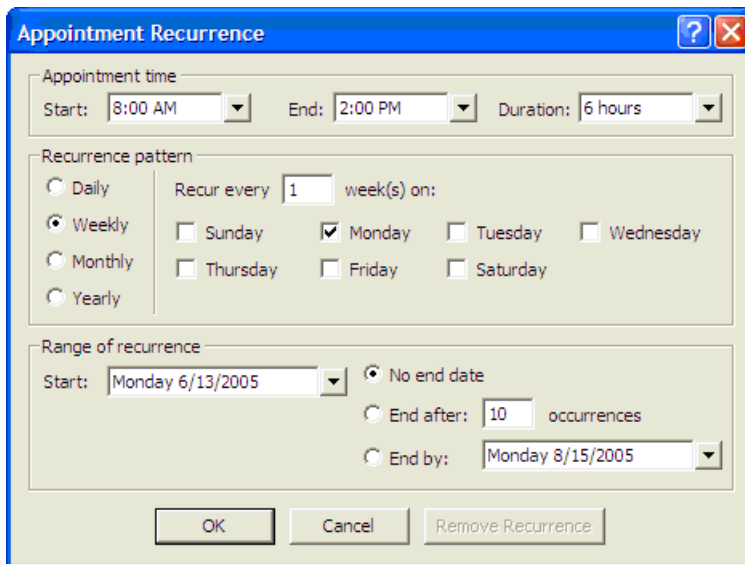 Appointment Recurrence
Appointment time
Start: 8:00 AM End: 2:00 PM Duration: 6 hours
Recurrence pattern
Daily Recur every 1 week(s) on:
Weekly Sunday Monday Tuesday Wednesday
Monthly Thursday Friday Saturday
Yearly
Range of recurrence
Start: Monday 6/13/2005 No end date
End after: 10 occurrences
End by: Monday 8/15/2005
OK Cancel Remove Recurrence